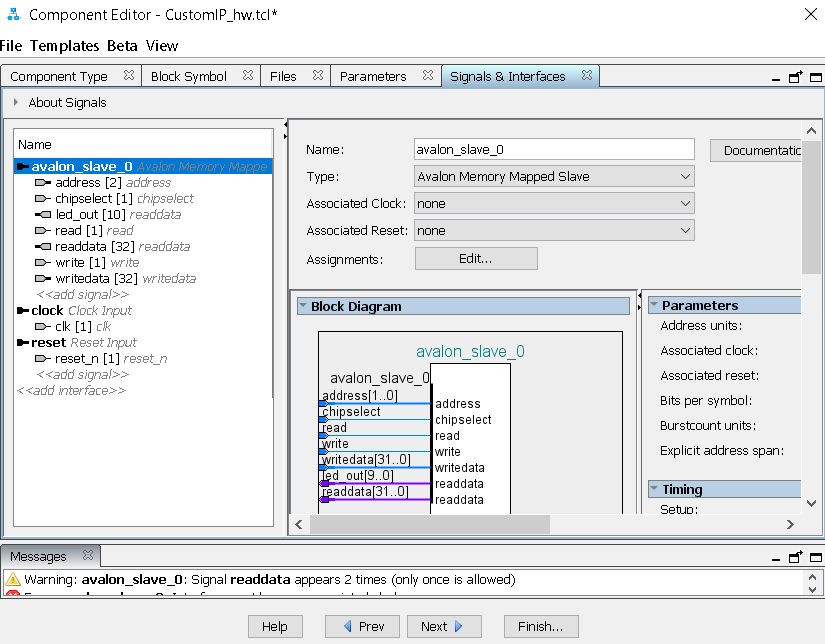 Component Editor - CustomIP_hw.tcl*
File Templates Beta View
Component Type Block Symbol Files Parameters Signals & Interfaces
About Signals
Name
avalon_slave_0 Avalon Memory Mappe
address [2] address
chipselect [1] chipselect
led_out [10] readdata
read [1] read
readdata [32] readdata
write [1] write
writedata [32] writedata
<<add signal>>
clock Clock Input
clk [1] clk
reset Reset Input
reset_n [1] reset_n
<<add signal>>
<<add interface>>
Name: avalon_slave_0 Documentatic
Type: Avalon Memory Mapped Slave
Associated Clock: none
Associated Reset: none
Assignments: Edit...
Block Diagram
avalon_slave_0
avalon_slave_0
address[1..0] address
chipselect chipselect
read read
write write
writedata[31..0] writedata
led_out[9..0] readdata
readdata[31..0] readdata
Parameters
Address units:
Associated clock:
Associated reset:
Bits per symbol:
Burstcount units:
Explicit address span:
Timing
Setup:
Messages
Warning: avalon_slave_0: Signal readdata appears 2 times (only once is allowed)
Help Prev Next Finish...